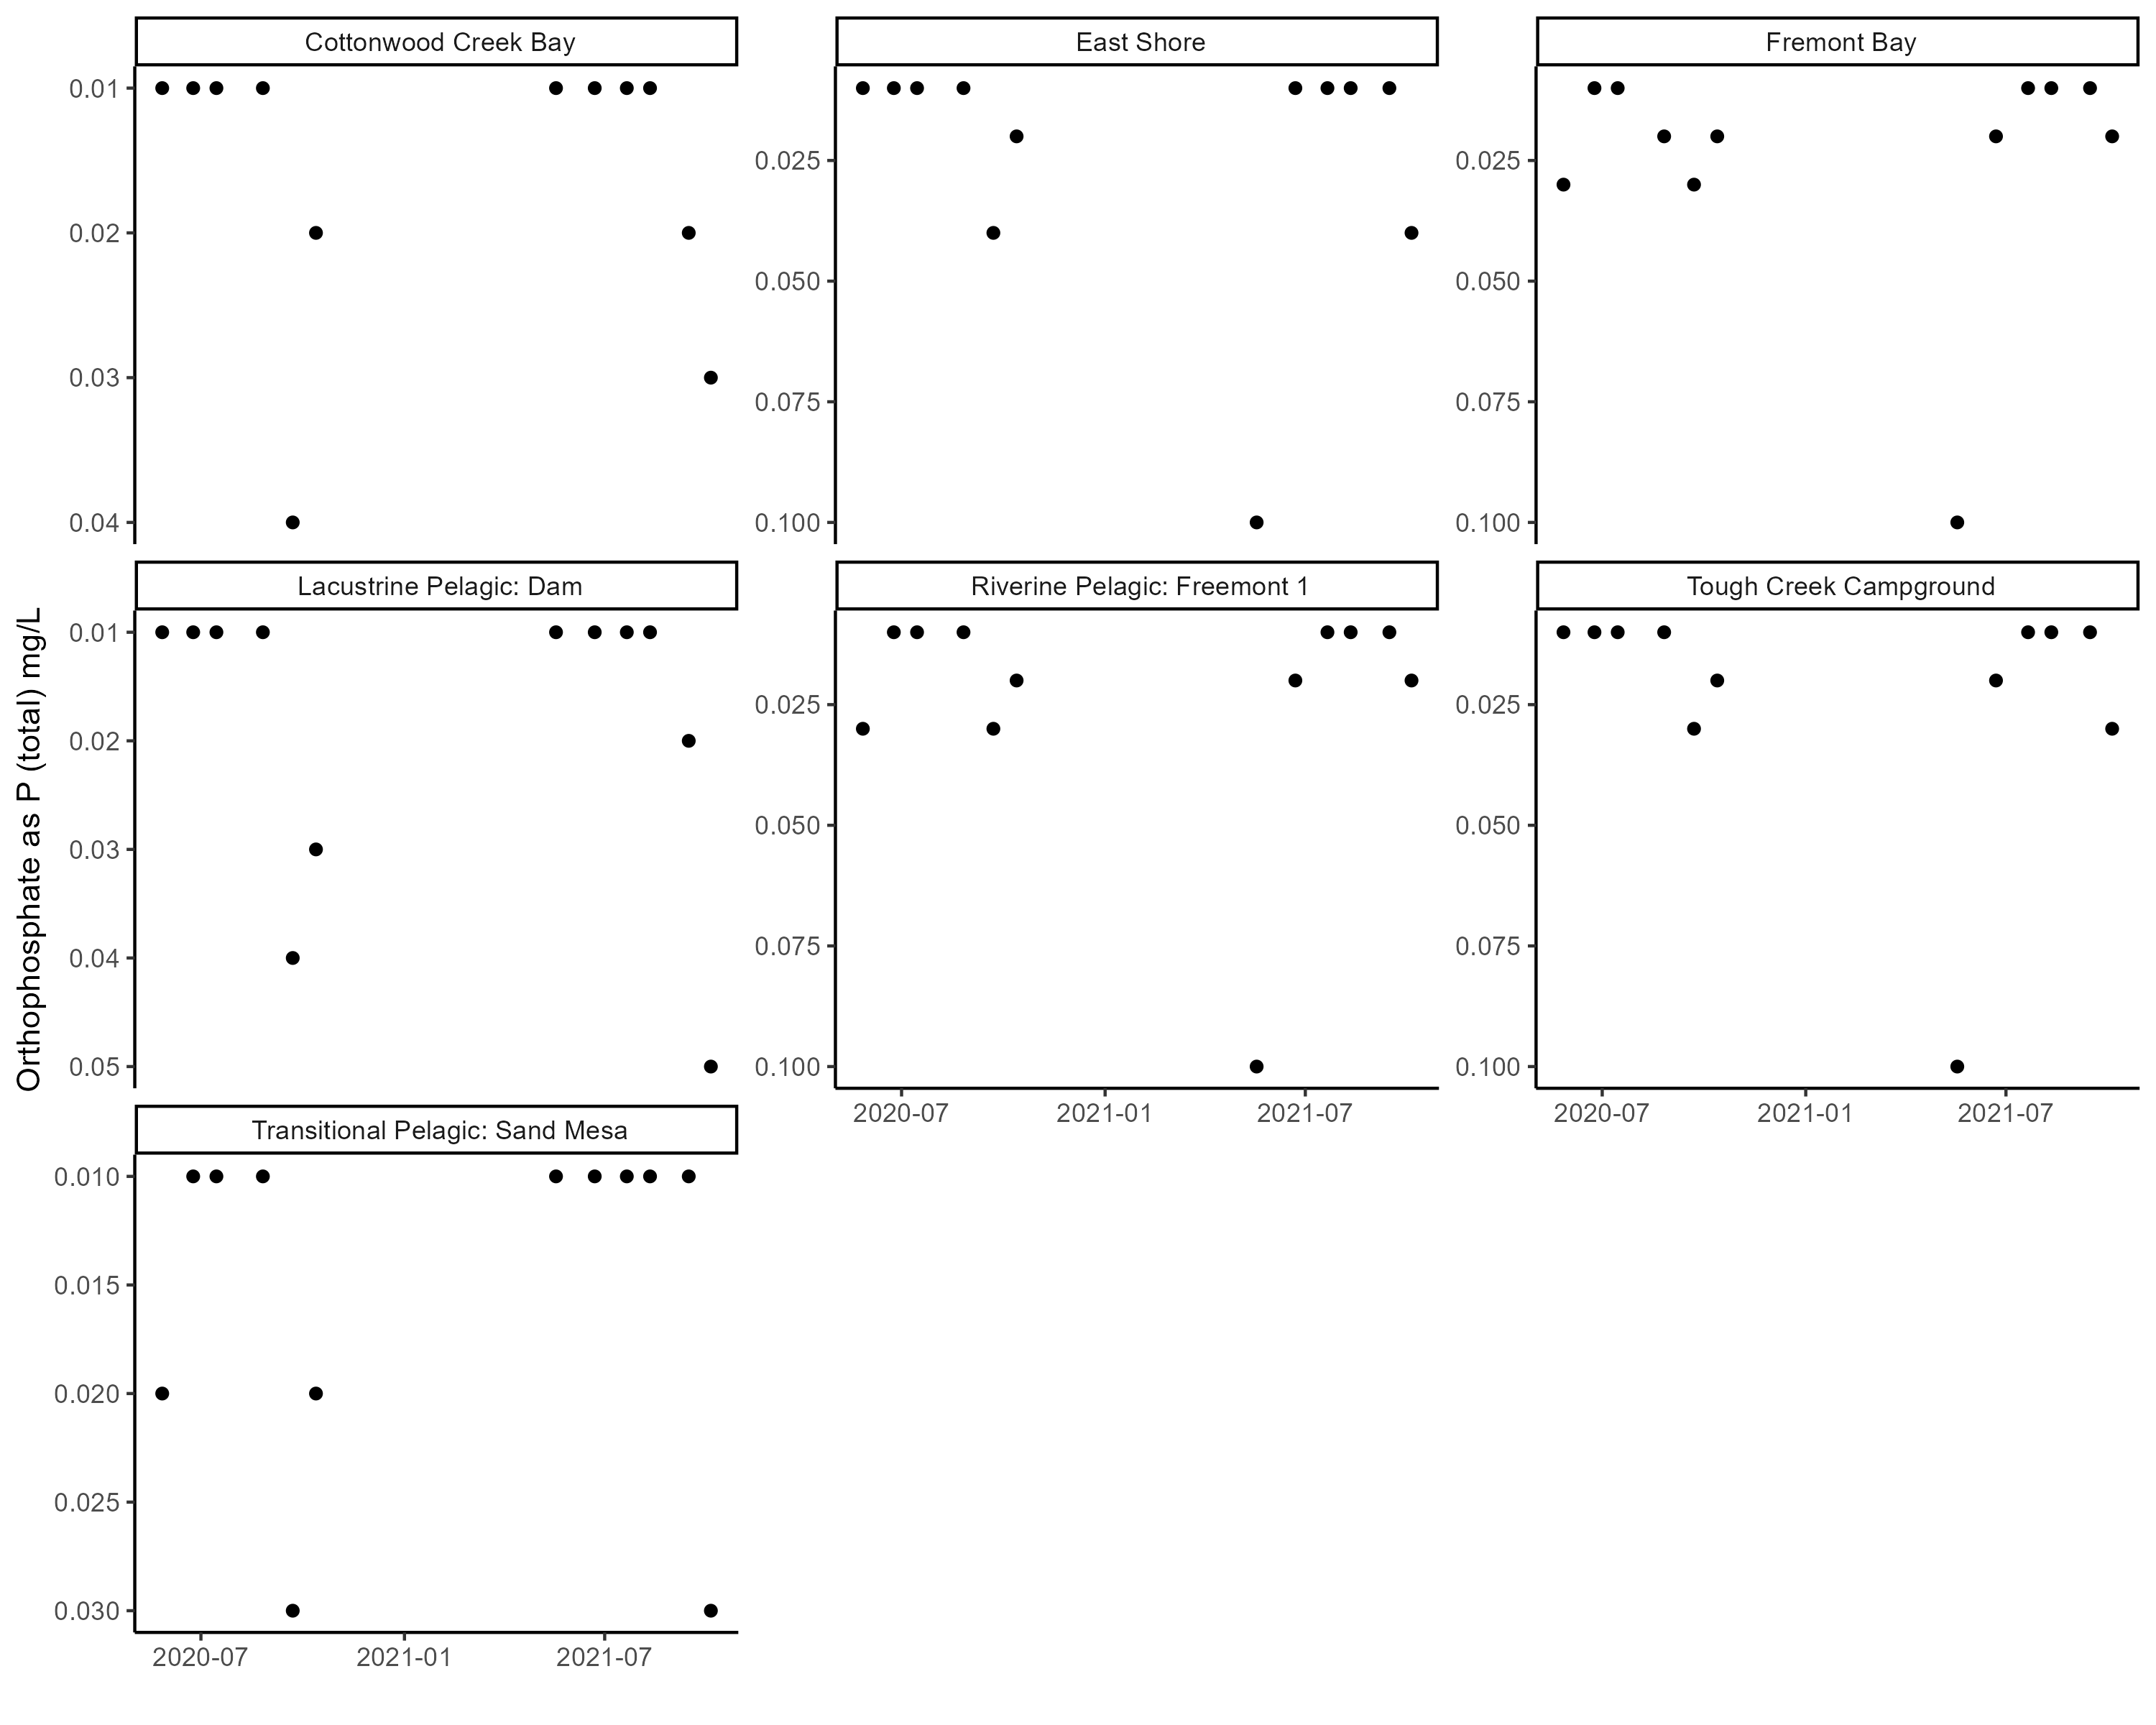 Cottonwood Creek Bay
East Shore
Fremont Bay
0.01
0.02
0.03
0.04
0.025
0.050
0.075
0.100
0.025
0.050
0.075
0.100
Orthophosphate as P (total) mg/L
Lacustrine Pelagic: Dam
Riverine Pelagic: Freemont 1
Tough Creek Campground
0.01
0.02
0.03
0.04
0.05
0.025
0.050
0.075
0.100
2020-07 2021-01 2021-07
0.025
0.050
0.075
0.100
2020-07 2021-01 2021-07
Transitional Pelagic: Sand Mesa
0.010
0.015
0.020
0.025
0.030
2020-07 2021-01 2021-07